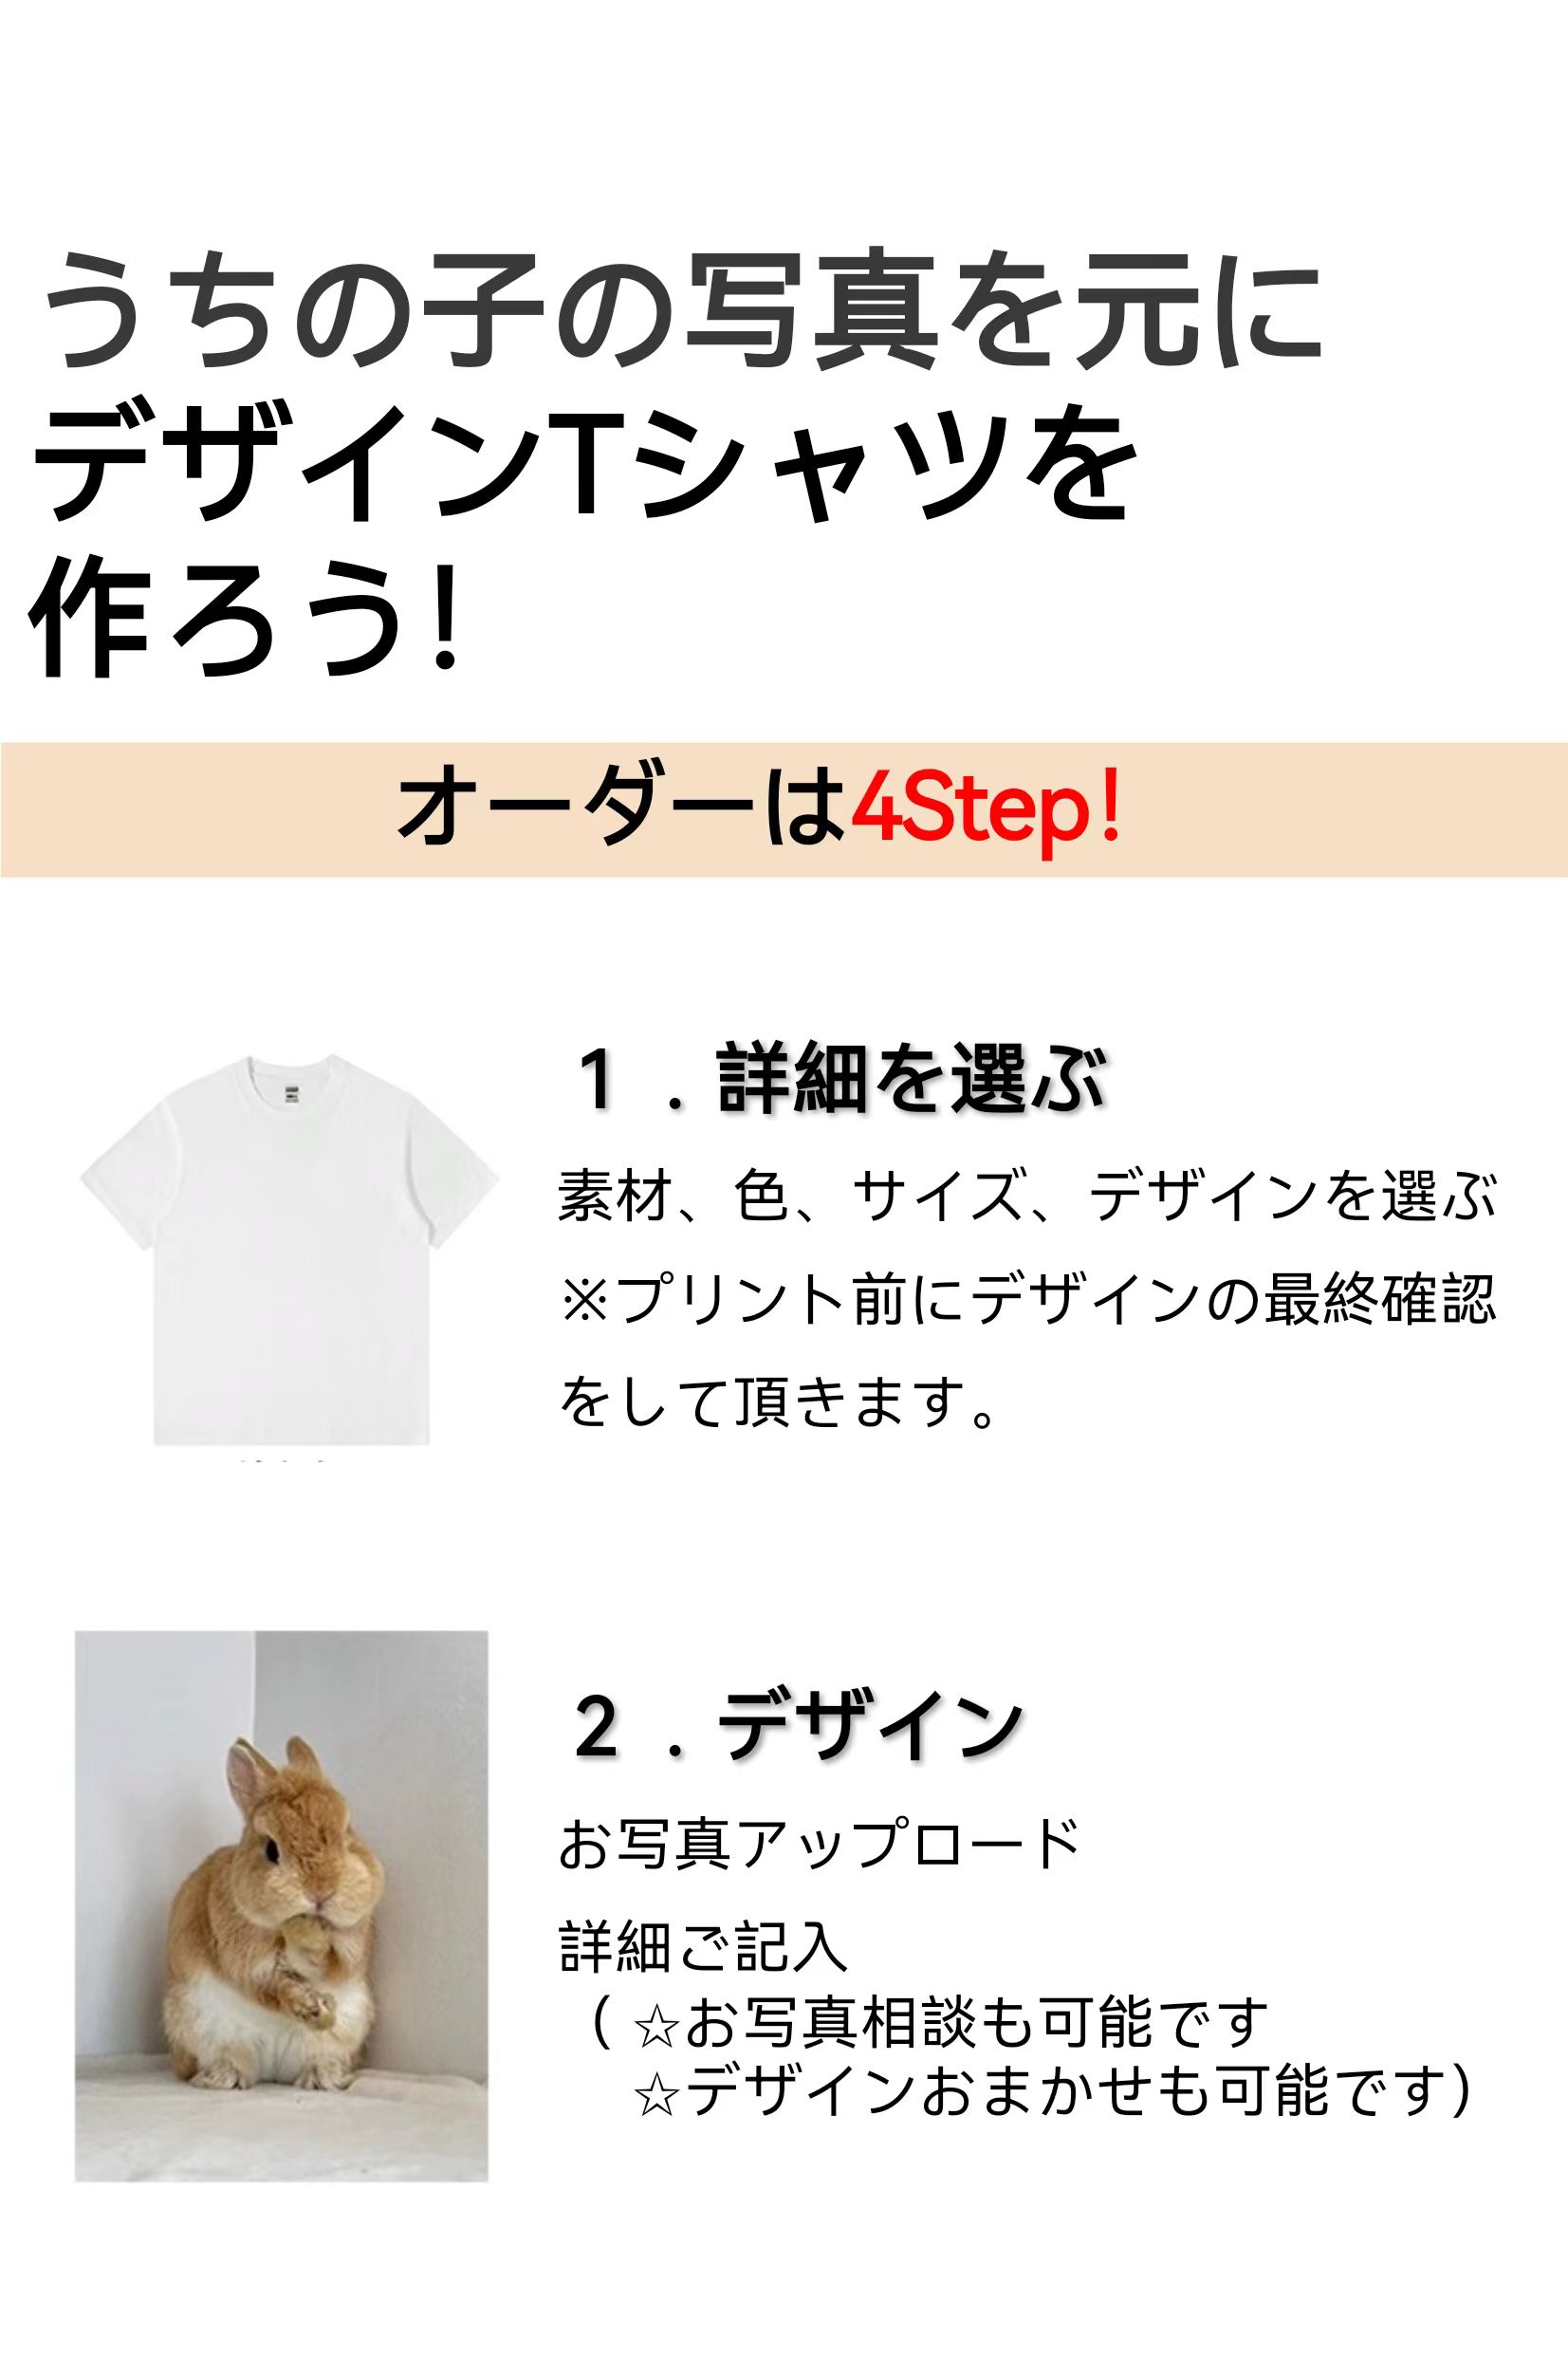 うちの子の写真を元に
デザインTシャツを
作ろう!
オーダーは4Step!
1．詳細を選ぶ
素材、色、サイズ、デザインを選ぶ
※プリント前にデザインの最終確認
をして頂きます。
2．デザイン
お写真アップロード
詳細ご記入
（ ☆お写真相談も可能です
☆デザインおまかせも可能です）